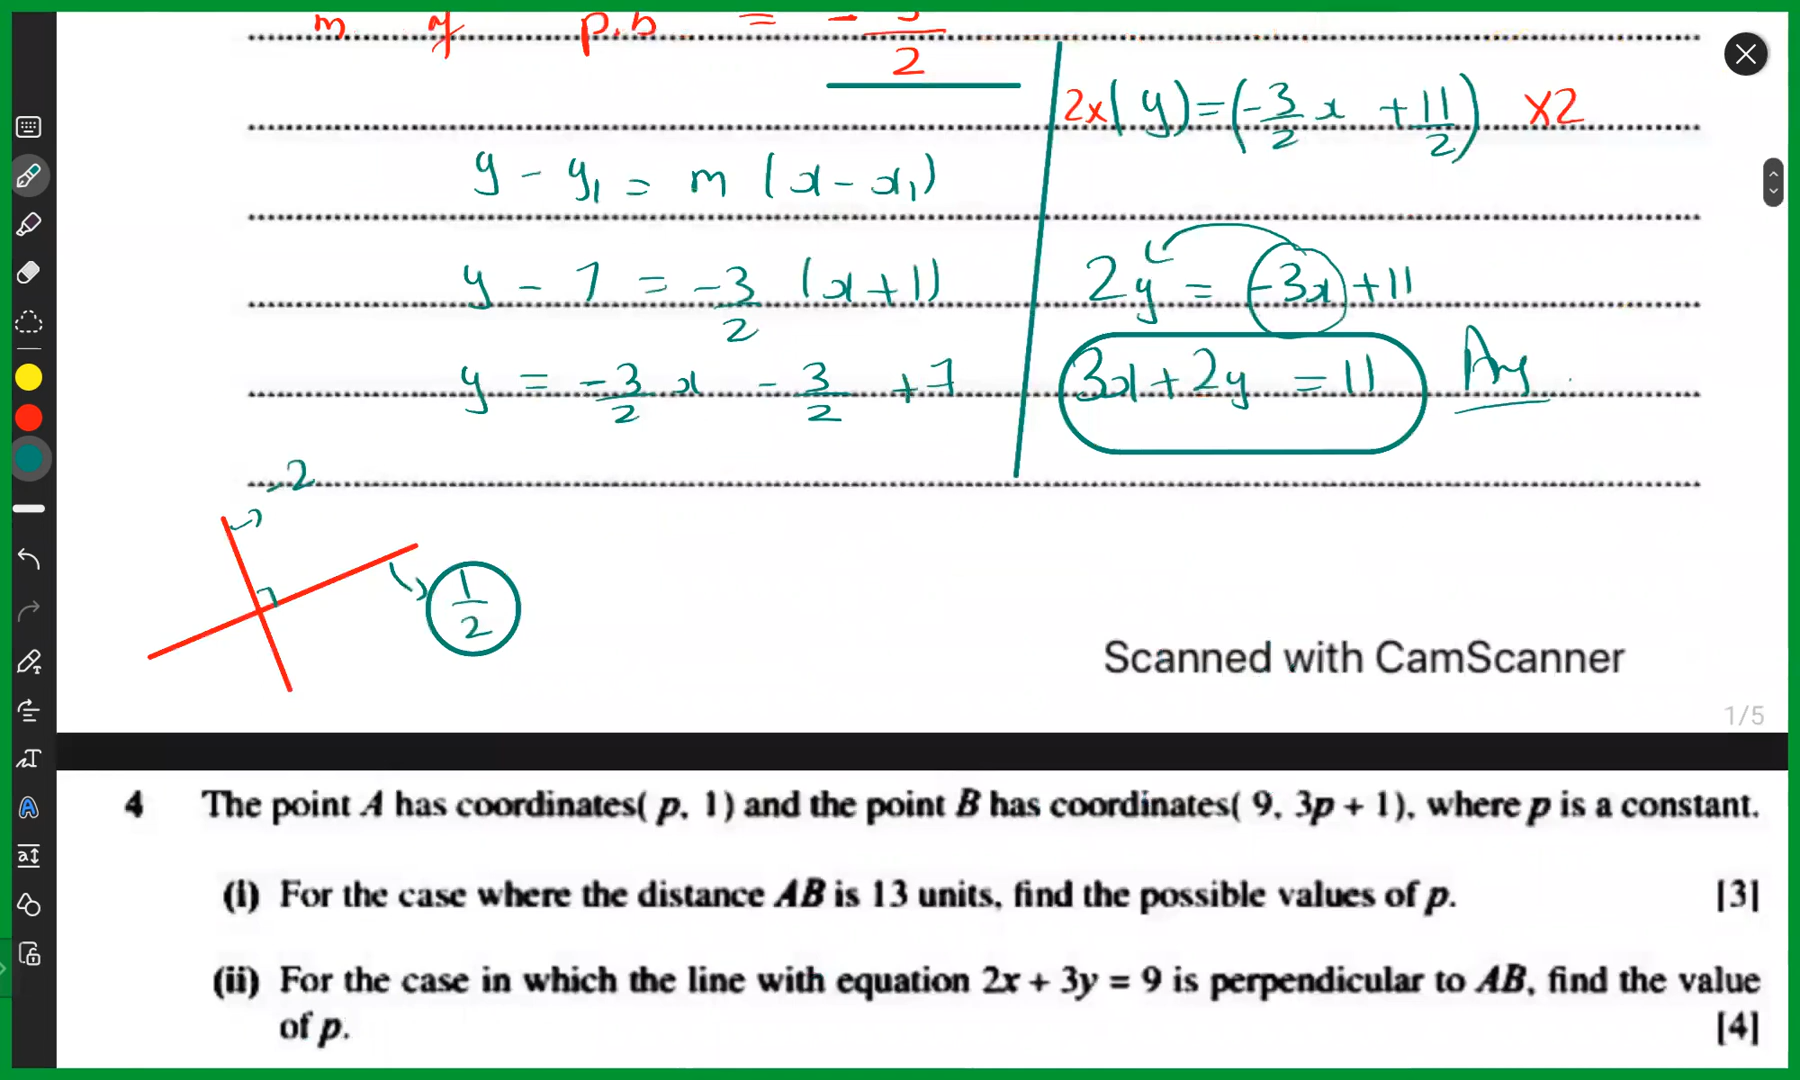 m of p.b = -3/2
y - y₁ = m (x - x₁)
y - 7 = -3/2 (x + 1)
y = -3/2 x - 3/2 + 7
2x( y) = (-3/2 x + 11/2) x2
2y = -3x + 11
3x + 2y = 11 Ans
-2
1/2
Scanned with CamScanner
1/5
4 The point A has coordinates( p, 1) and the point B has coordinates( 9, 3p + 1), where p is a constant.
(i) For the case where the distance AB is 13 units, find the possible values of p. [3]
(ii) For the case in which the line with equation 2x + 3y = 9 is perpendicular to AB, find the value
of p. [4]